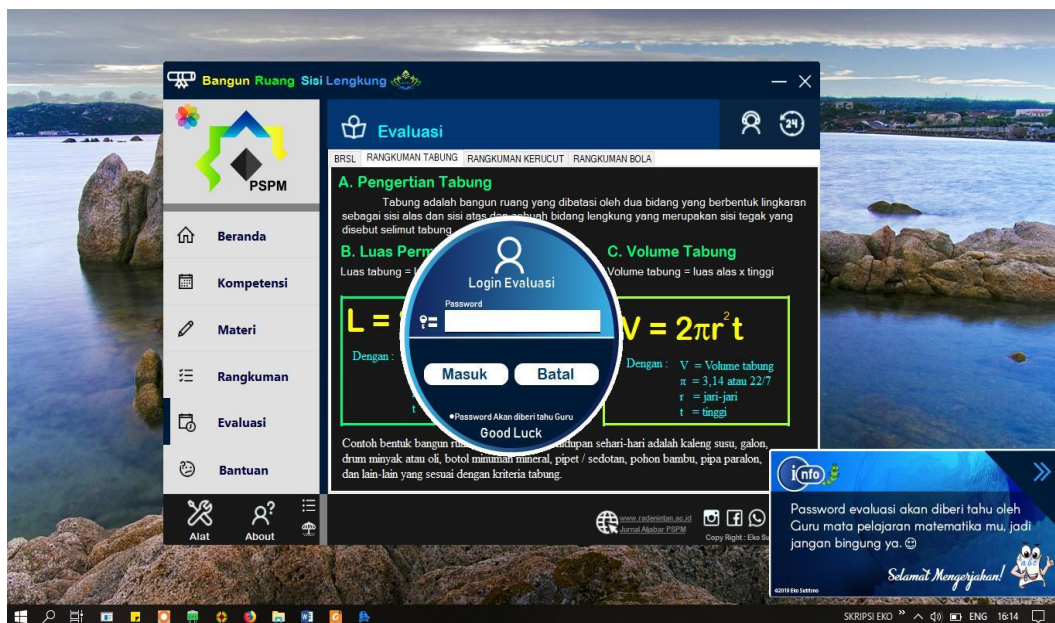 Bangun Ruang Sisi Lengkung
PSPM
Beranda
Kompetensi
Materi
Rangkuman
Evaluasi
Bantuan
Alat
About
Evaluasi
24
BRSL RANGKUMAN TABUNG RANGKUMAN KERUCUT RANGKUMAN BOLA
A. Pengertian Tabung
Tabung adalah bangun ruang yang dibatasi oleh dua bidang yang berbentuk lingkaran
sebagai sisi alas dan sisi atas dan sebuah bidang lengkung yang merupakan sisi tegak yang
disebut selimut tabung
B. Luas Perm
Luas tabung =
L =
Dengan :
t
C. Volume Tabung
Volume tabung = luas alas x tinggi
V = 2πr²t
Dengan : V = Volume tabung
π = 3,14 atau 22/7
r = jari-jari
t = tinggi
Contoh bentuk bangun hidupan sehari-hari adalah kaleng susu, galon,
drum minyak atau oli, botol minuman mineral, pipet / sedotan, pohon bambu, pipa paralon,
dan lain-lain yang sesuai dengan kriteria tabung.
Login Evaluasi
Password
Masuk Batal
•Password Akan diberi tahu Guru
Good Luck
www.radenintan.ac.id
Jurnal Aljabar PSPM
Copy Right : Eko Su
info
Password evaluasi akan diberi tahu oleh
Guru mata pelajaran matematika mu, jadi
jangan bingung ya.
Selamat Mengerjakan!
abc
©2019 Eko Sutrisno
SKRIPSI EKO ENG 16:14